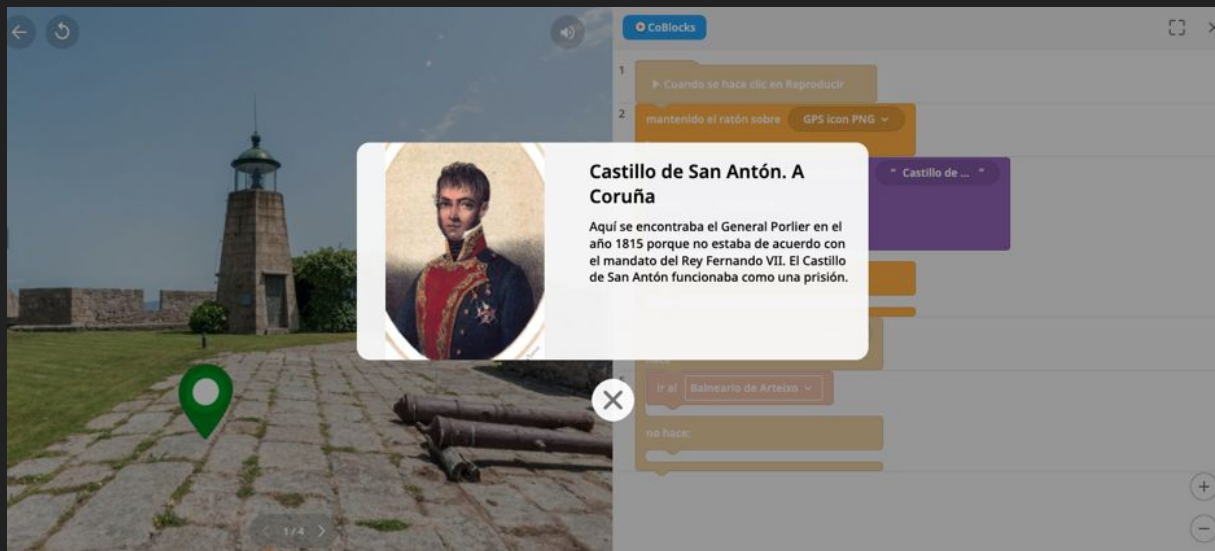 CoBlocks
1
Cuando se hace clic en Reproducir
2
mantenido el ratón sobre GPS icon PNG
" Castillo de ... "
Castillo de San Antón. A
Coruña
Aquí se encontraba el General Porlier en el
año 1815 porque no estaba de acuerdo con
el mandato del Rey Fernando VII. El Castillo
de San Antón funcionaba como una prisión.
ir al Balneario de Arteixo
no hace:
1/4